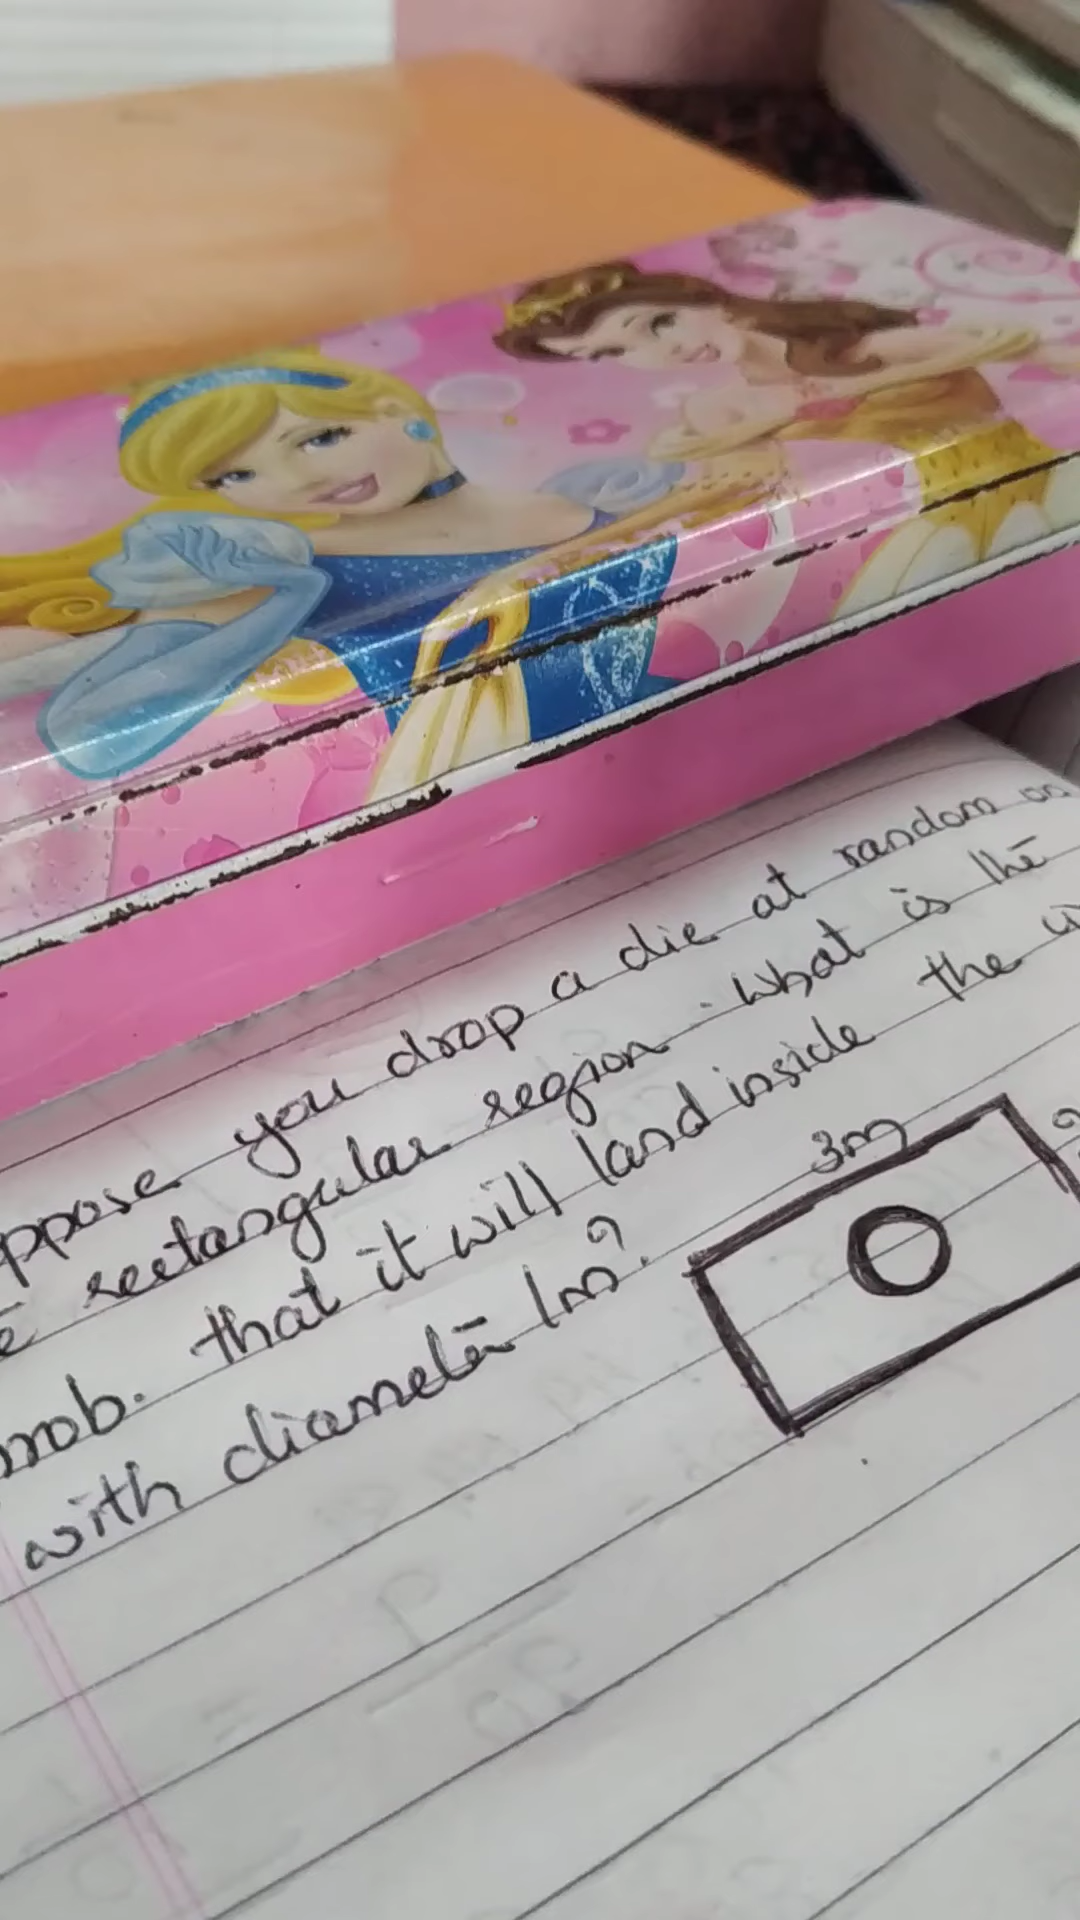 ppose you drop a die at random on
rectangular region. What is the
prob. that it will land inside the
with diameter 1m?
3m